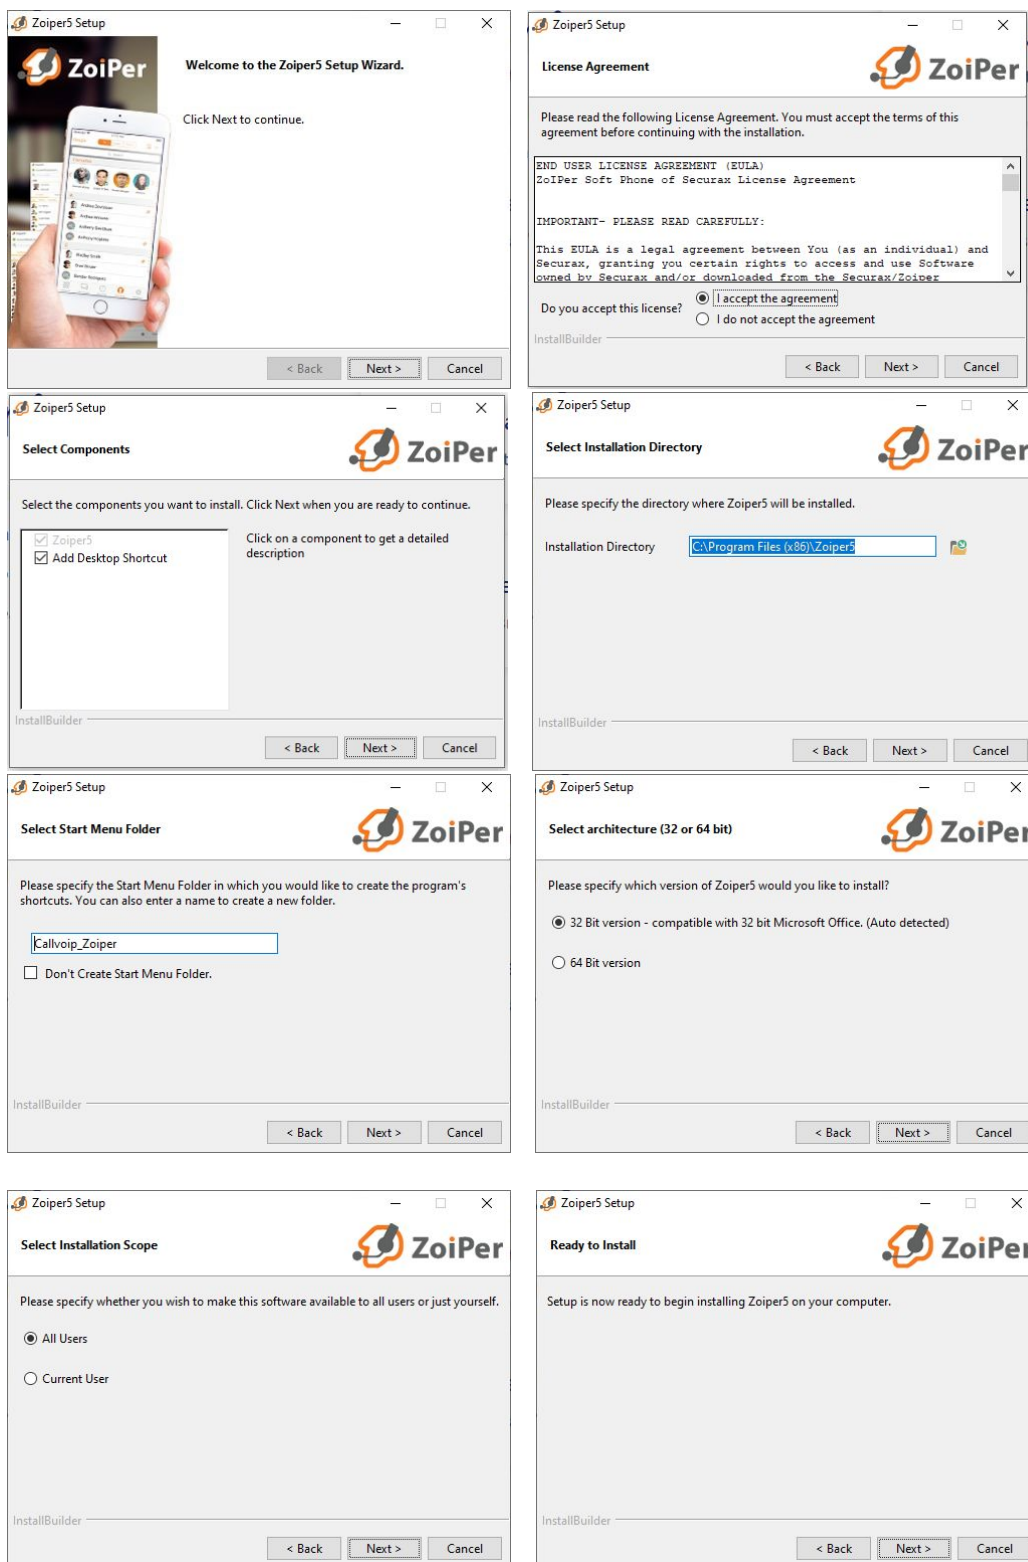 Zoiper5 Setup
ZoiPer
Welcome to the Zoiper5 Setup Wizard.
Click Next to continue.
< Back
Next >
Cancel
Zoiper5 Setup
License Agreement
ZoiPer
Please read the following License Agreement. You must accept the terms of this
agreement before continuing with the installation.
END USER LICENSE AGREEMENT (EULA)
ZoIPer Soft Phone of Securax License Agreement
IMPORTANT- PLEASE READ CAREFULLY:
This EULA is a legal agreement between You (as an individual) and
Securax, granting you certain rights to access and use Software
owned by Securax and/or downloaded from the Securax/Zoiper
Do you accept this license?
I accept the agreement
I do not accept the agreement
InstallBuilder
< Back
Next >
Cancel
Zoiper5 Setup
Select Components
ZoiPer
Select the components you want to install. Click Next when you are ready to continue.
Zoiper5
Add Desktop Shortcut
Click on a component to get a detailed
description
InstallBuilder
< Back
Next >
Cancel
Zoiper5 Setup
Select Installation Directory
ZoiPer
Please specify the directory where Zoiper5 will be installed.
Installation Directory
C:\Program Files (x86)\Zoiper5
InstallBuilder
< Back
Next >
Cancel
Zoiper5 Setup
Select Start Menu Folder
ZoiPer
Please specify the Start Menu Folder in which you would like to create the program's
shortcuts. You can also enter a name to create a new folder.
Callvoip_Zoiper
Don't Create Start Menu Folder.
InstallBuilder
< Back
Next >
Cancel
Zoiper5 Setup
Select architecture (32 or 64 bit)
ZoiPer
Please specify which version of Zoiper5 would you like to install?
32 Bit version - compatible with 32 bit Microsoft Office. (Auto detected)
64 Bit version
InstallBuilder
< Back
Next >
Cancel
Zoiper5 Setup
Select Installation Scope
ZoiPer
Please specify whether you wish to make this software available to all users or just yourself.
All Users
Current User
InstallBuilder
< Back
Next >
Cancel
Zoiper5 Setup
Ready to Install
ZoiPer
Setup is now ready to begin installing Zoiper5 on your computer.
InstallBuilder
< Back
Next >
Cancel